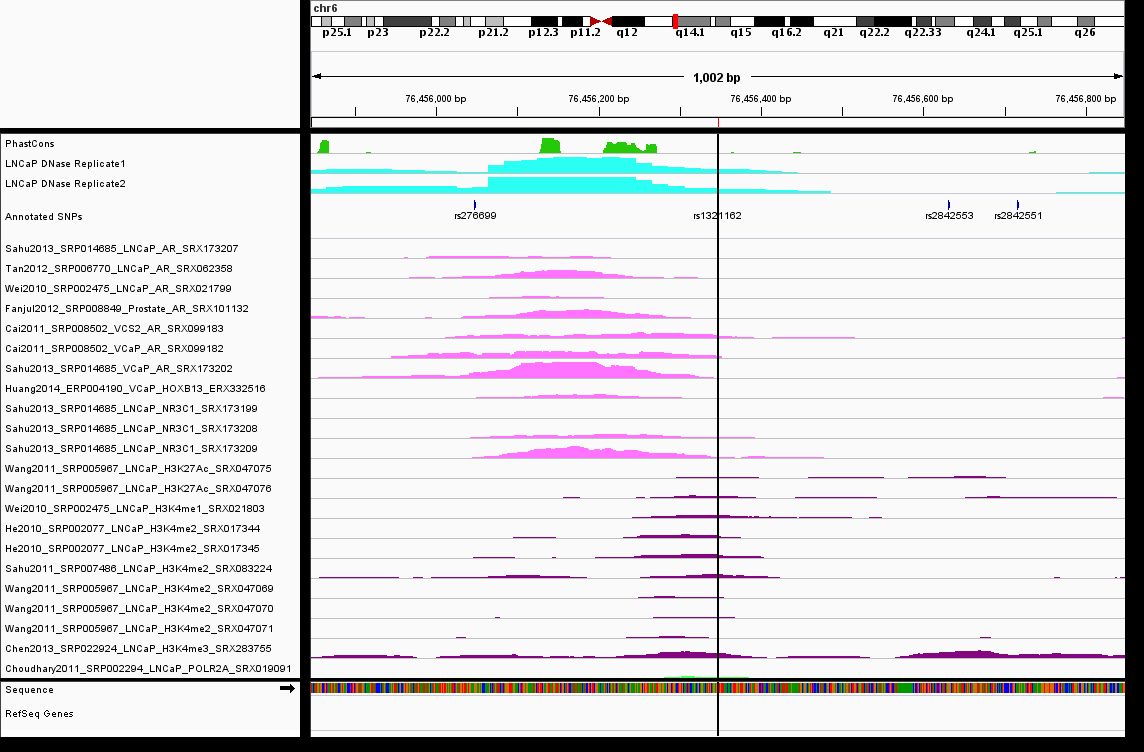 chr6
p25.1 p23 p22.2 p21.2 p12.3 p11.2 q12 q14.1 q15 q16.2 q21 q22.2 q22.33 q24.1 q25.1 q26
1,002 bp
76,456,000 bp 76,456,200 bp 76,456,400 bp 76,456,600 bp 76,456,800 bp
PhastCons
LNCaP DNase Replicate1
LNCaP DNase Replicate2
Annotated SNPs
rs276699 rs1321162 rs2842553 rs2842551
Sahu2013_SRP014685_LNCaP_AR_SRX173207
Tan2012_SRP006770_LNCaP_AR_SRX062358
Wei2010_SRP002475_LNCaP_AR_SRX021799
Fanjul2012_SRP008849_Prostate_AR_SRX101132
Cai2011_SRP008502_VCS2_AR_SRX099183
Cai2011_SRP008502_VCaP_AR_SRX099182
Sahu2013_SRP014685_VCaP_AR_SRX173202
Huang2014_ERP004190_VCaP_HOXB13_ERX332516
Sahu2013_SRP014685_LNCaP_NR3C1_SRX173199
Sahu2013_SRP014685_LNCaP_NR3C1_SRX173208
Sahu2013_SRP014685_LNCaP_NR3C1_SRX173209
Wang2011_SRP005967_LNCaP_H3K27Ac_SRX047075
Wang2011_SRP005967_LNCaP_H3K27Ac_SRX047076
Wei2010_SRP002475_LNCaP_H3K4me1_SRX021803
He2010_SRP002077_LNCaP_H3K4me2_SRX017344
He2010_SRP002077_LNCaP_H3K4me2_SRX017345
Sahu2011_SRP007486_LNCaP_H3K4me2_SRX083224
Wang2011_SRP005967_LNCaP_H3K4me2_SRX047069
Wang2011_SRP005967_LNCaP_H3K4me2_SRX047070
Wang2011_SRP005967_LNCaP_H3K4me2_SRX047071
Chen2013_SRP022924_LNCaP_H3K4me3_SRX283755
Choudhary2011_SRP002294_LNCaP_POLR2A_SRX019091
Sequence
RefSeq Genes